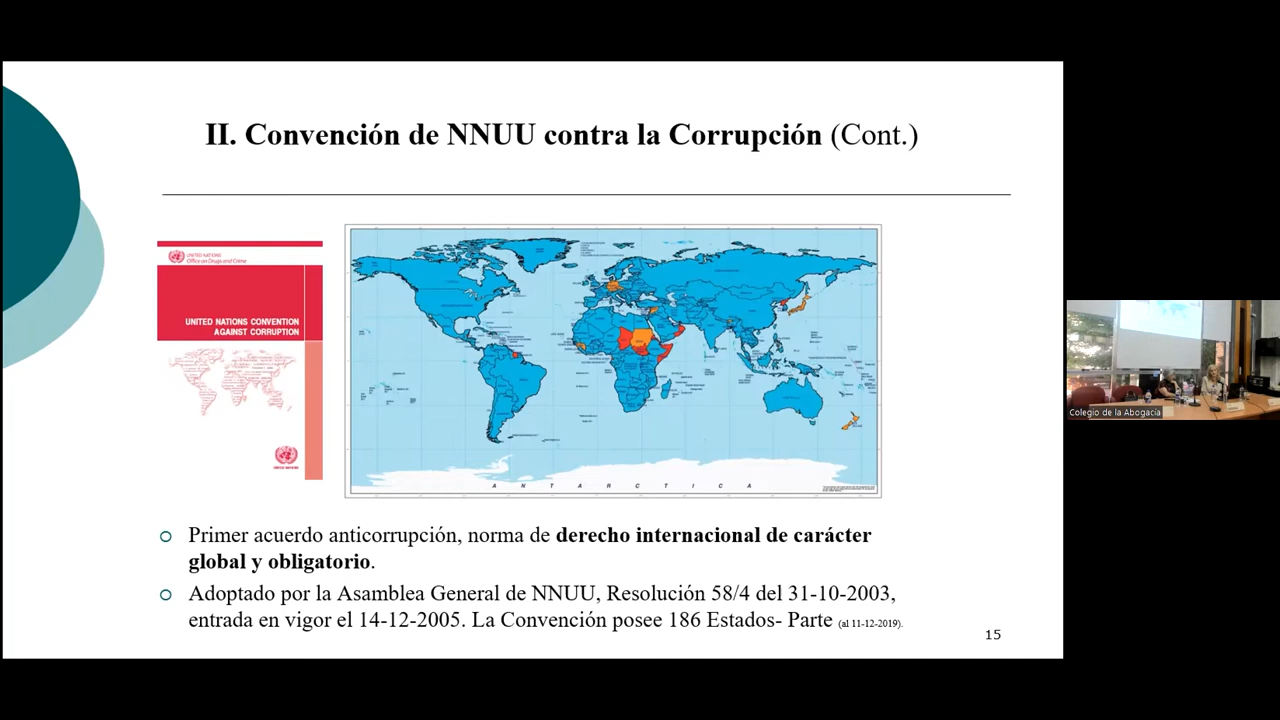 II. Convención de NNUU contra la Corrupción (Cont.)
UNITED NATIONS
Office on Drugs and Crime
UNITED NATIONS CONVENTION
AGAINST CORRUPTION
UNITED NATIONS
A N T A R C T I C A
Primer acuerdo anticorrupción, norma de derecho internacional de carácter
global y obligatorio.
Adoptado por la Asamblea General de NNUU, Resolución 58/4 del 31-10-2003,
entrada en vigor el 14-12-2005. La Convención posee 186 Estados- Parte (al 11-12-2019).
15
Colegio de la Abogacía